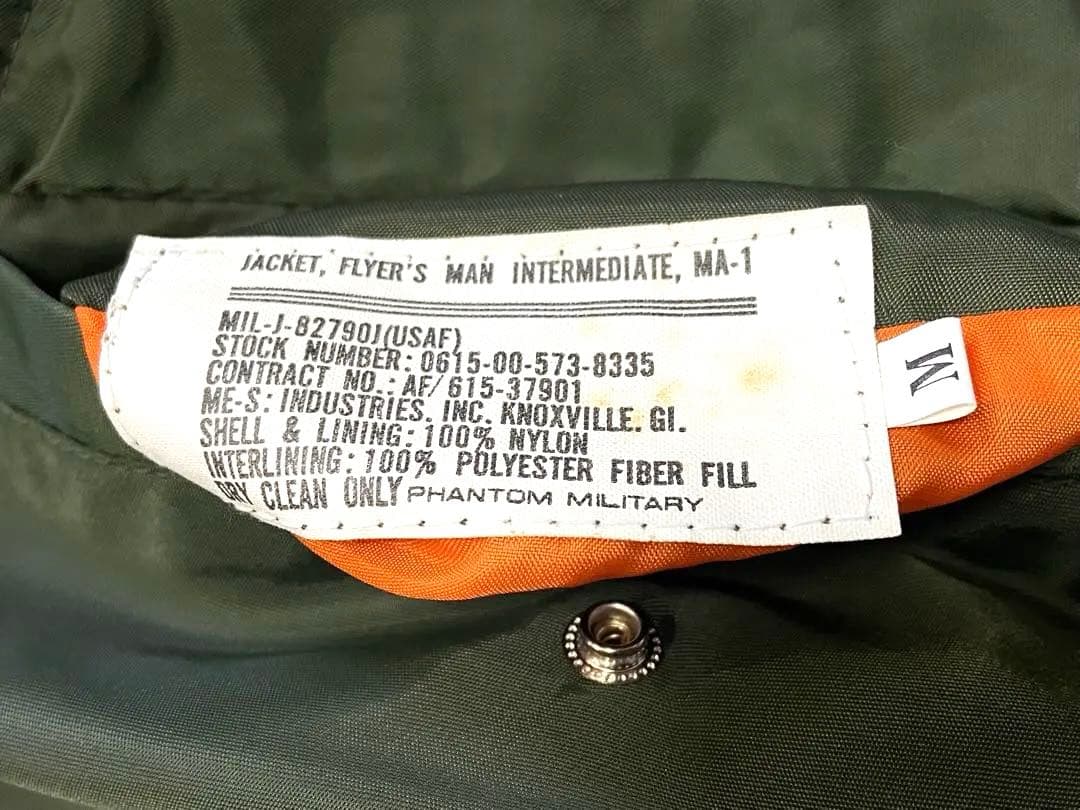 JACKET, FLYER'S MAN INTERMEDIATE, MA-1
MIL-J-82790J(USAF)
STOCK NUMBER: 0615-00-573-8335
CONTRACT NO.: AF/615-37901
ME-S: INDUSTRIES. INC. KNOXVILLE. GI.
SHELL & LINING: 100% NYLON
INTERLINING: 100% POLYESTER FIBER FILL
DRY CLEAN ONLY PHANTOM MILITARY
M